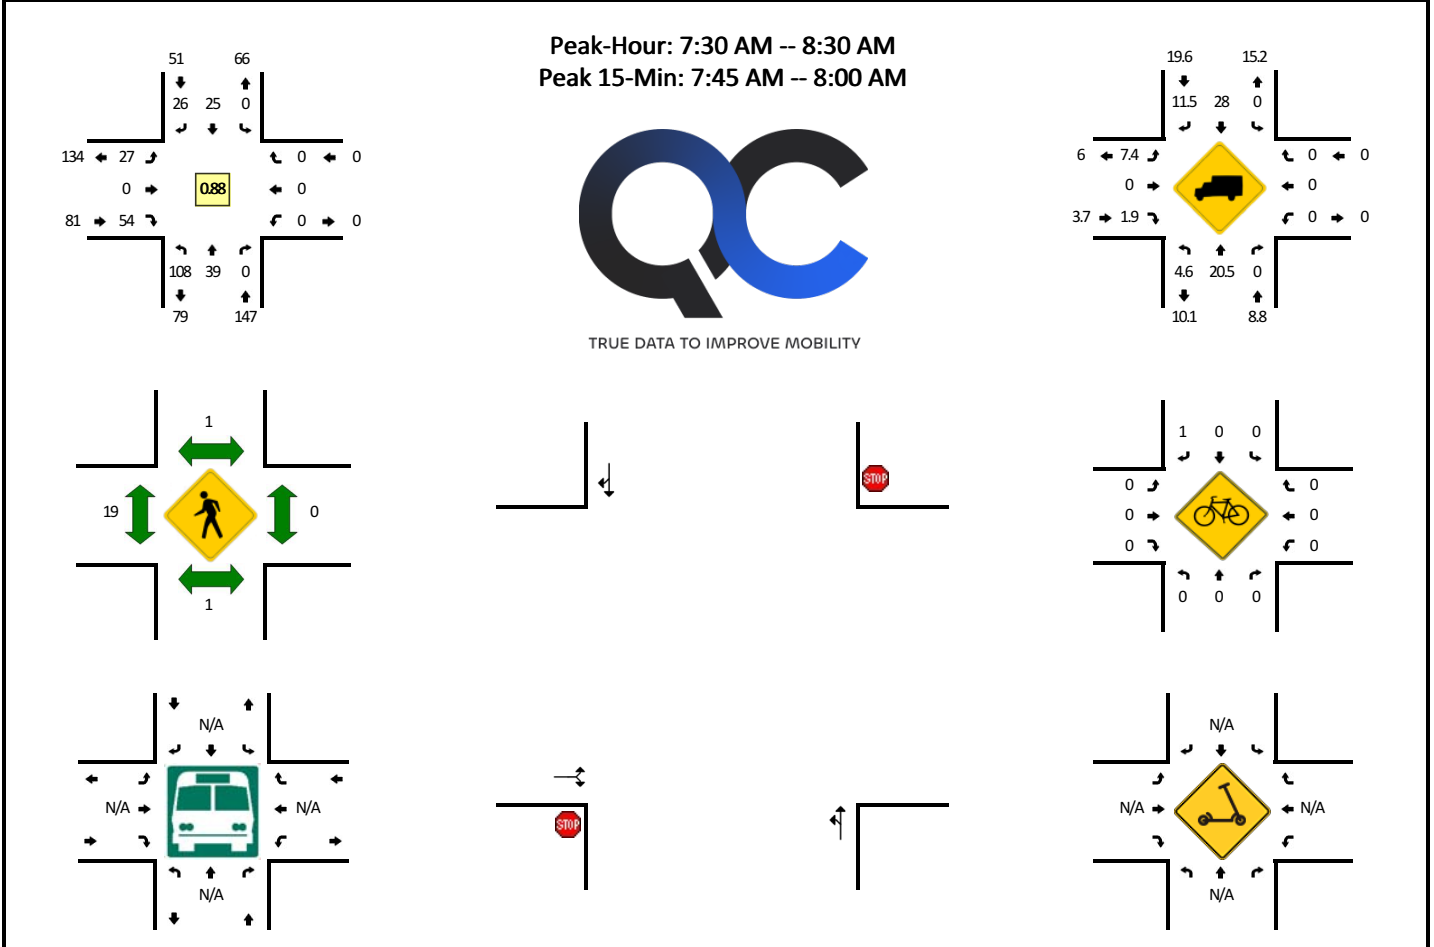 Peak-Hour: 7:30 AM -- 8:30 AM
Peak 15-Min: 7:45 AM -- 8:00 AM
51 66
26 25 0
134 27 0 0
0 0.88 0
81 54 0 0
108 39 0
79 147
QC
TRUE DATA TO IMPROVE MOBILITY
19.6 15.2
11.5 28 0
6 7.4 0 0
0 0
3.7 1.9 0 0
4.6 20.5 0
10.1 8.8
1
19 0
1
STOP
STOP
1 0 0
0 0
0 0
0 0
0 0 0
N/A
N/A N/A
N/A
N/A
N/A N/A
N/A